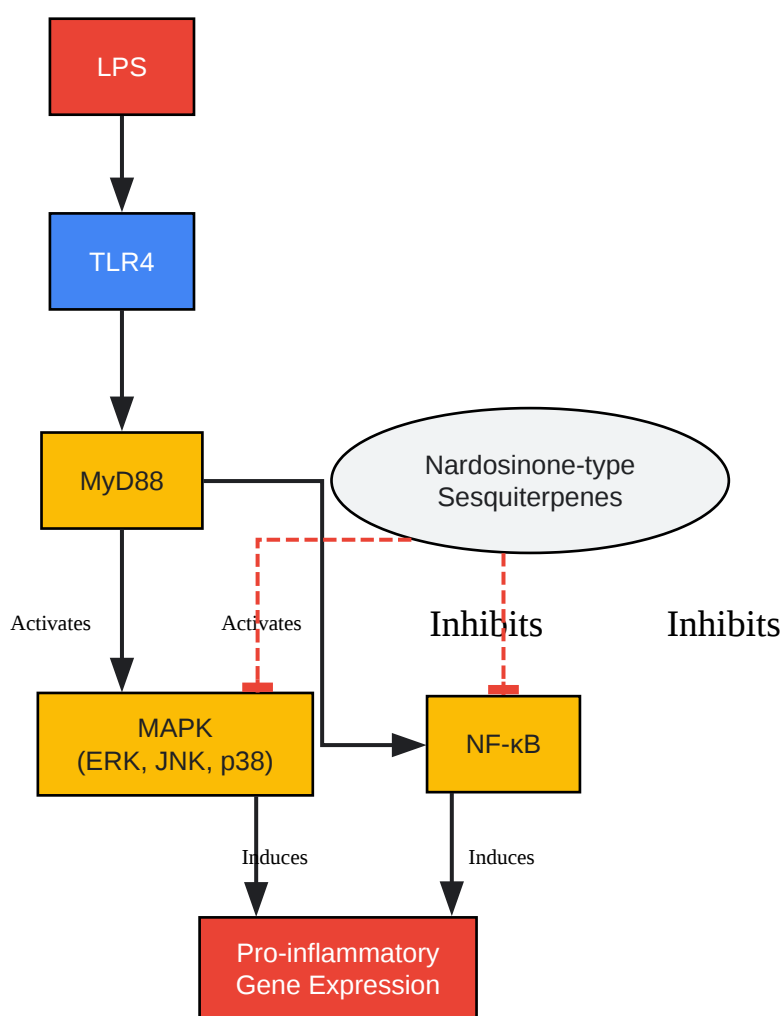 LPS
TLR4
MyD88
Nardosinone-type
Sesquiterpenes
Activates
Activates
Inhibits
Inhibits
MAPK
(ERK, JNK, p38)
NF-κB
Induces
Induces
Pro-inflammatory
Gene Expression